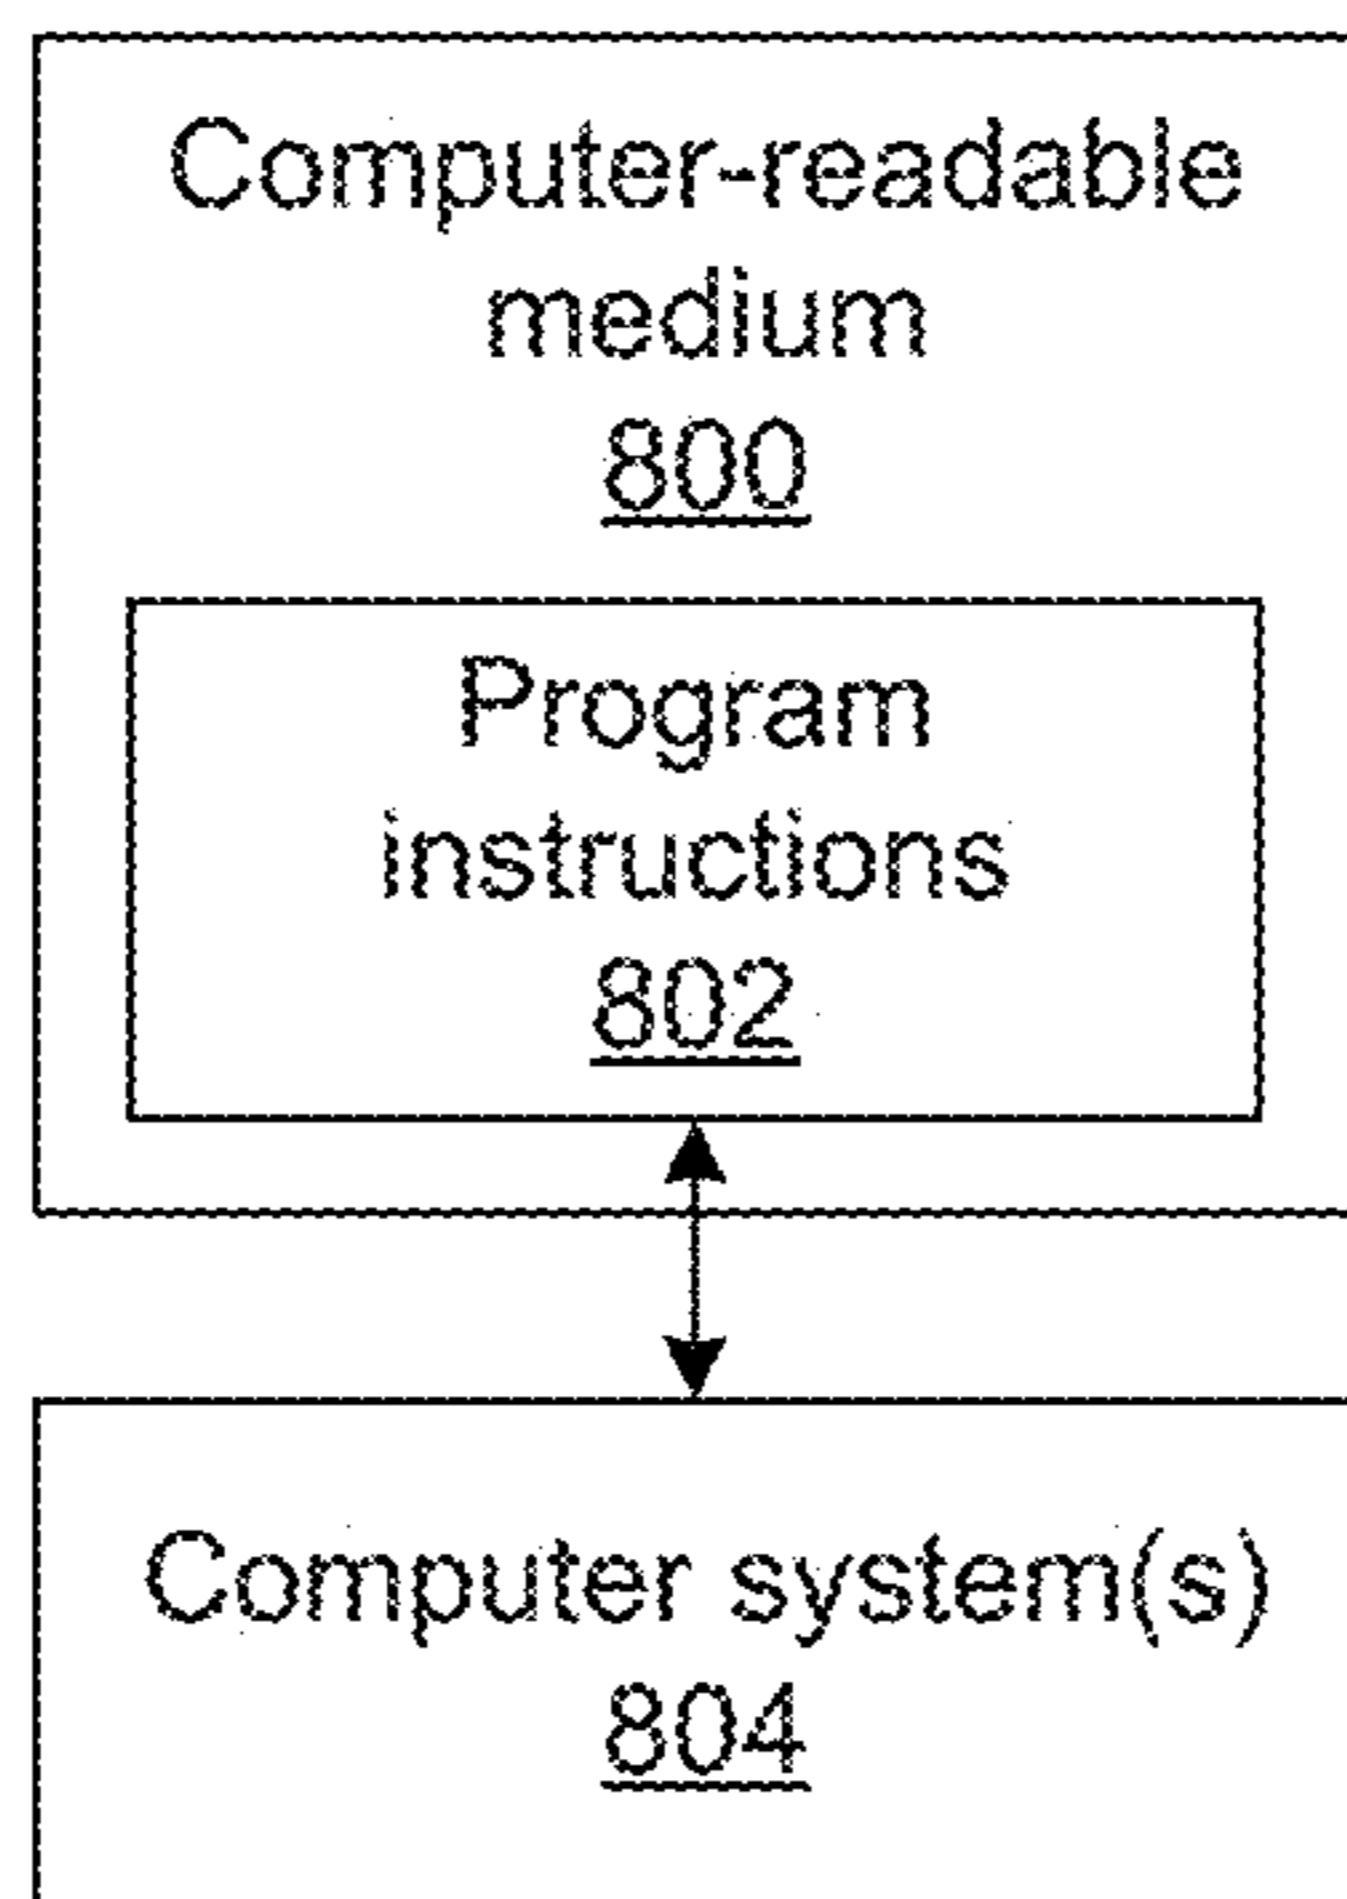 Computer-readable
medium
800
Program
instructions
802
Computer system(s)
804